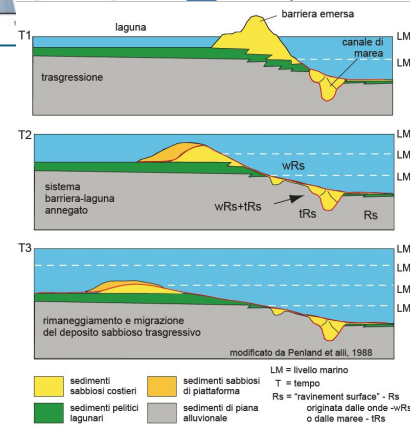 barriera emersa
laguna
T1
LM
canale di
marea
LM
trasgressione
T2
LM
LM
wRs
LM
sistema
barriera-laguna
annegato
wRs+tRs
tRs
Rs
T3
LM
LM
LM
LM
rimaneggiamento e migrazione
del deposito sabbioso trasgressivo
modificato da Penland et alii, 1988
LM = livello marino
T = tempo
Rs = "ravinement surface" - Rs
originata dalle onde -wRs
o dalle maree - tRs
sedimenti
sabbiosi costieri
sedimenti sabbiosi
di piattaforma
sedimenti pelitici
lagunari
sedimenti di piana
alluvionale